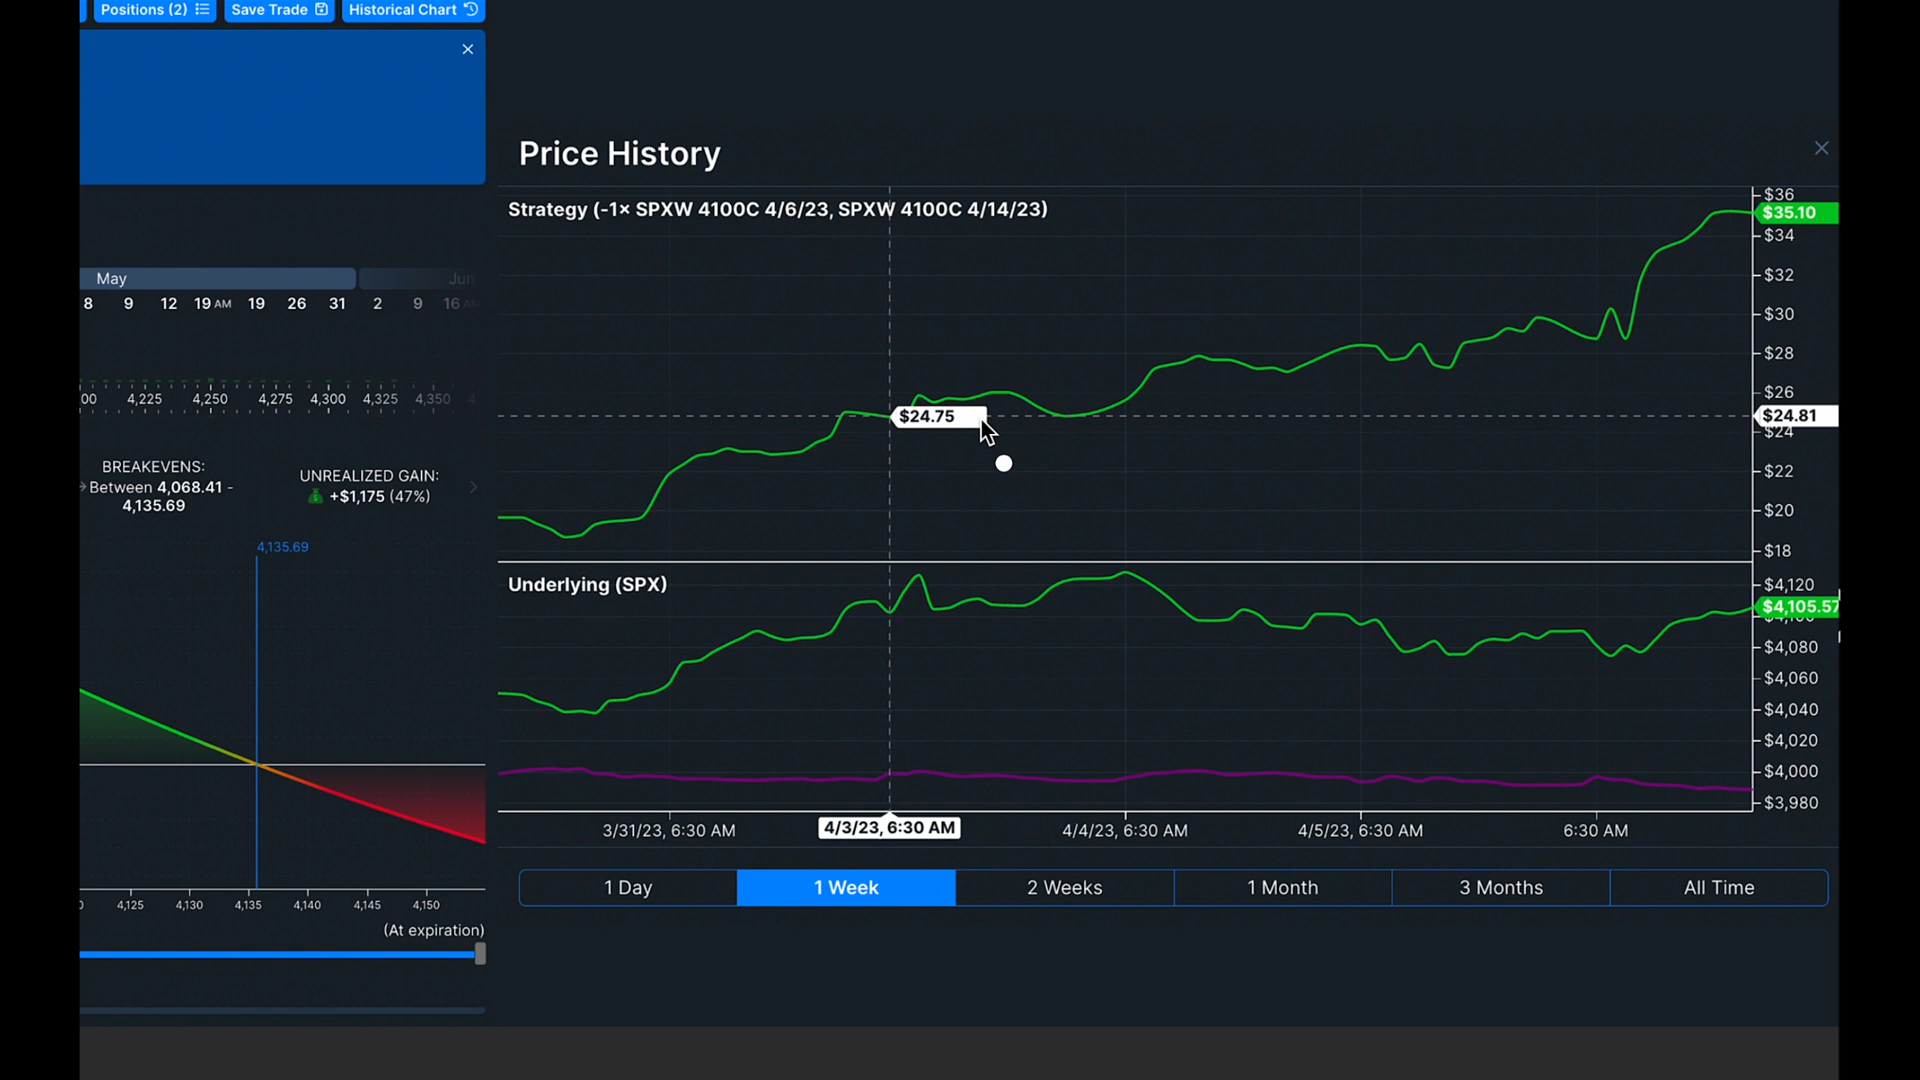 Positions (2)
Save Trade
Historical Chart
Price History
Strategy (-1× SPXW 4100C 4/6/23, SPXW 4100C 4/14/23)
$36
$35.10
$34
$32
$30
$28
$26
$24.75
$24.81
$24
$22
$20
$18
May
Jun
8 9 12 19 AM 19 26 31 2 9 16
4,225 4,250 4,275 4,300 4,325 4,350
BREAKEVENS:
Between 4,068.41 -
4,135.69
UNREALIZED GAIN:
+$1,175 (47%)
4,135.69
Underlying (SPX)
$4,120
$4,105.57
$4,100
$4,080
$4,060
$4,040
$4,020
$4,000
$3,980
3/31/23, 6:30 AM
4/3/23, 6:30 AM
4/4/23, 6:30 AM
4/5/23, 6:30 AM
6:30 AM
1 Day
1 Week
2 Weeks
1 Month
3 Months
All Time
4,125 4,130 4,135 4,140 4,145 4,150
(At expiration)